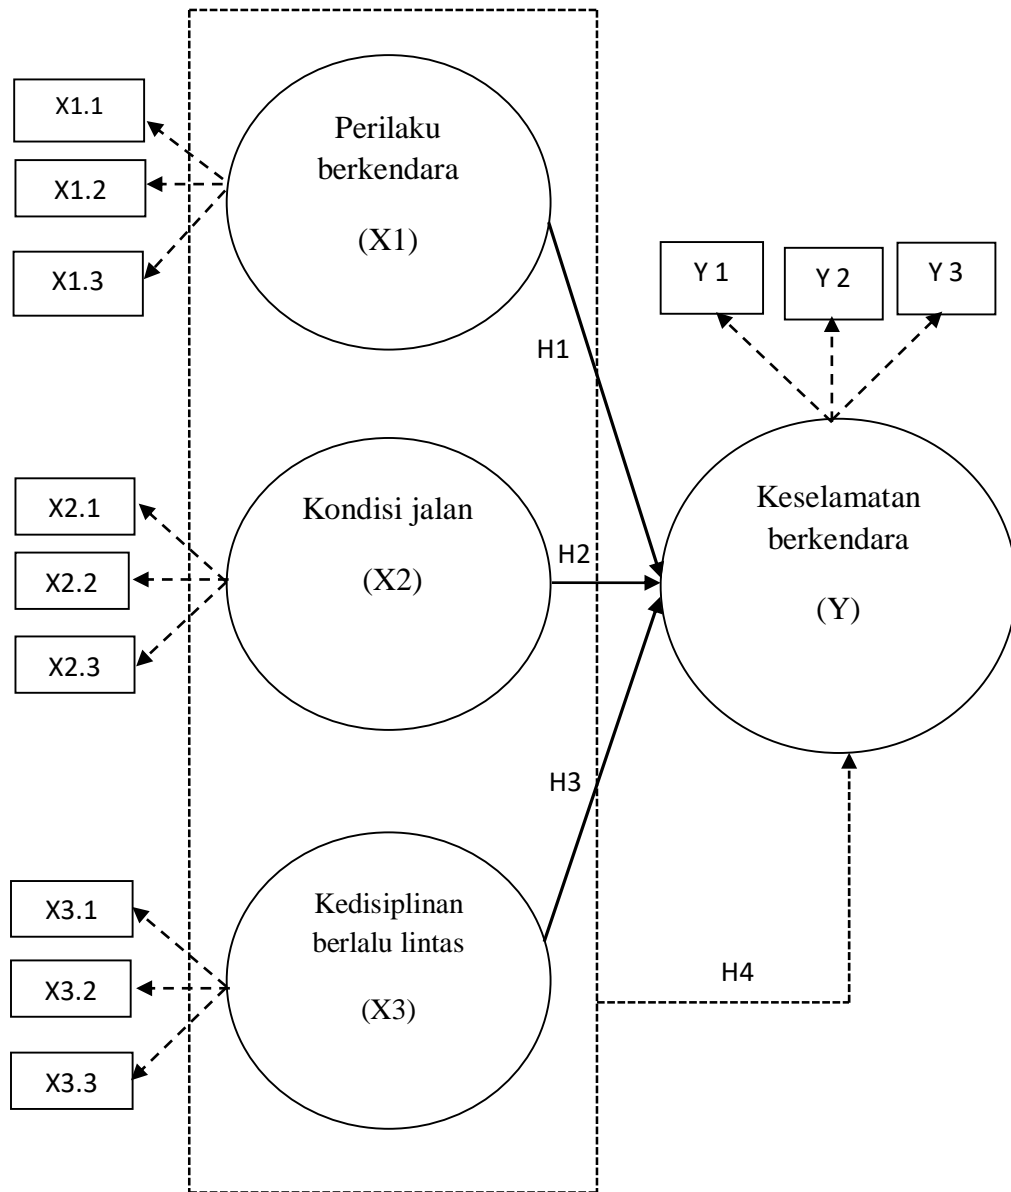 X1.1
X1.2
X1.3
Perilaku
berkendara
(X1)
H1
Y 1
Y 2
Y 3
X2.1
X2.2
X2.3
Kondisi jalan
(X2)
H2
Keselamatan
berkendara
(Y)
H3
X3.1
X3.2
X3.3
Kedisiplinan
berlalu lintas
(X3)
H4